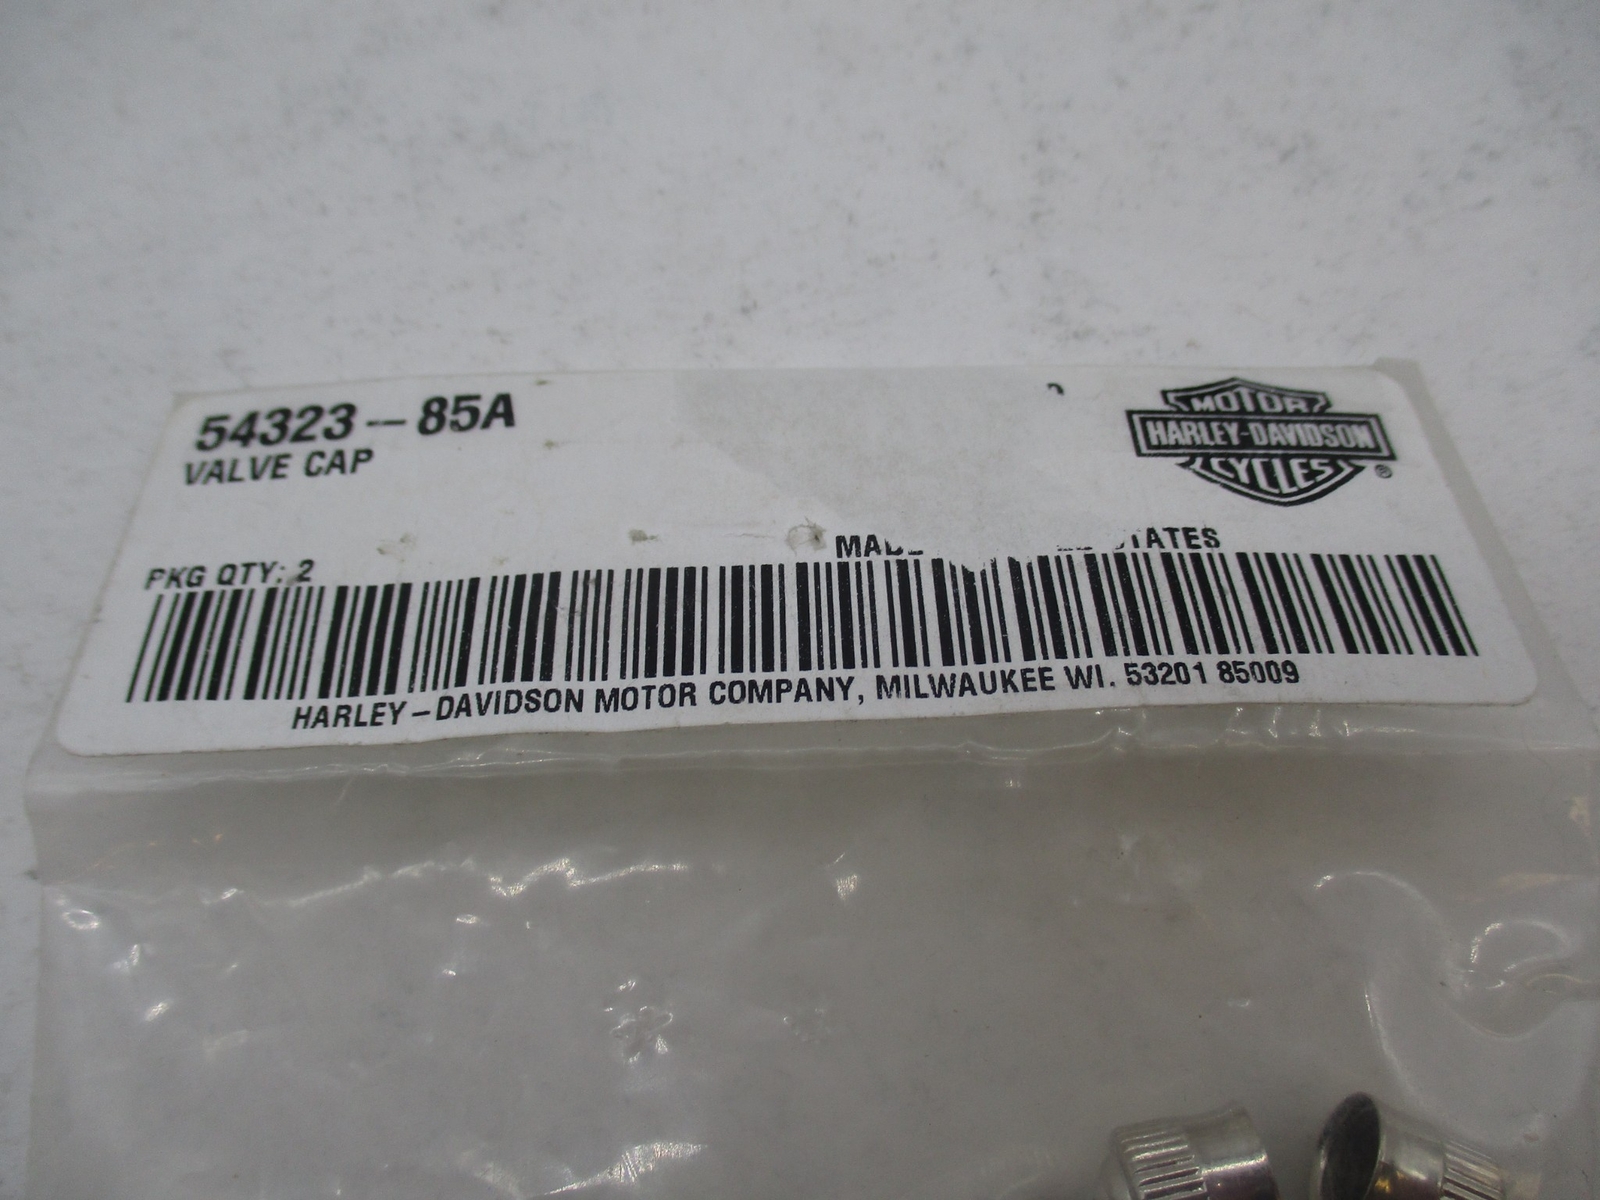 54323-85A
VALVE CAP
MOTOR
HARLEY-DAVIDSON
CYCLES
®
STATES
PKG QTY: 2
HARLEY-DAVIDSON MOTOR COMPANY, MILWAUKEE WI. 53201 85009